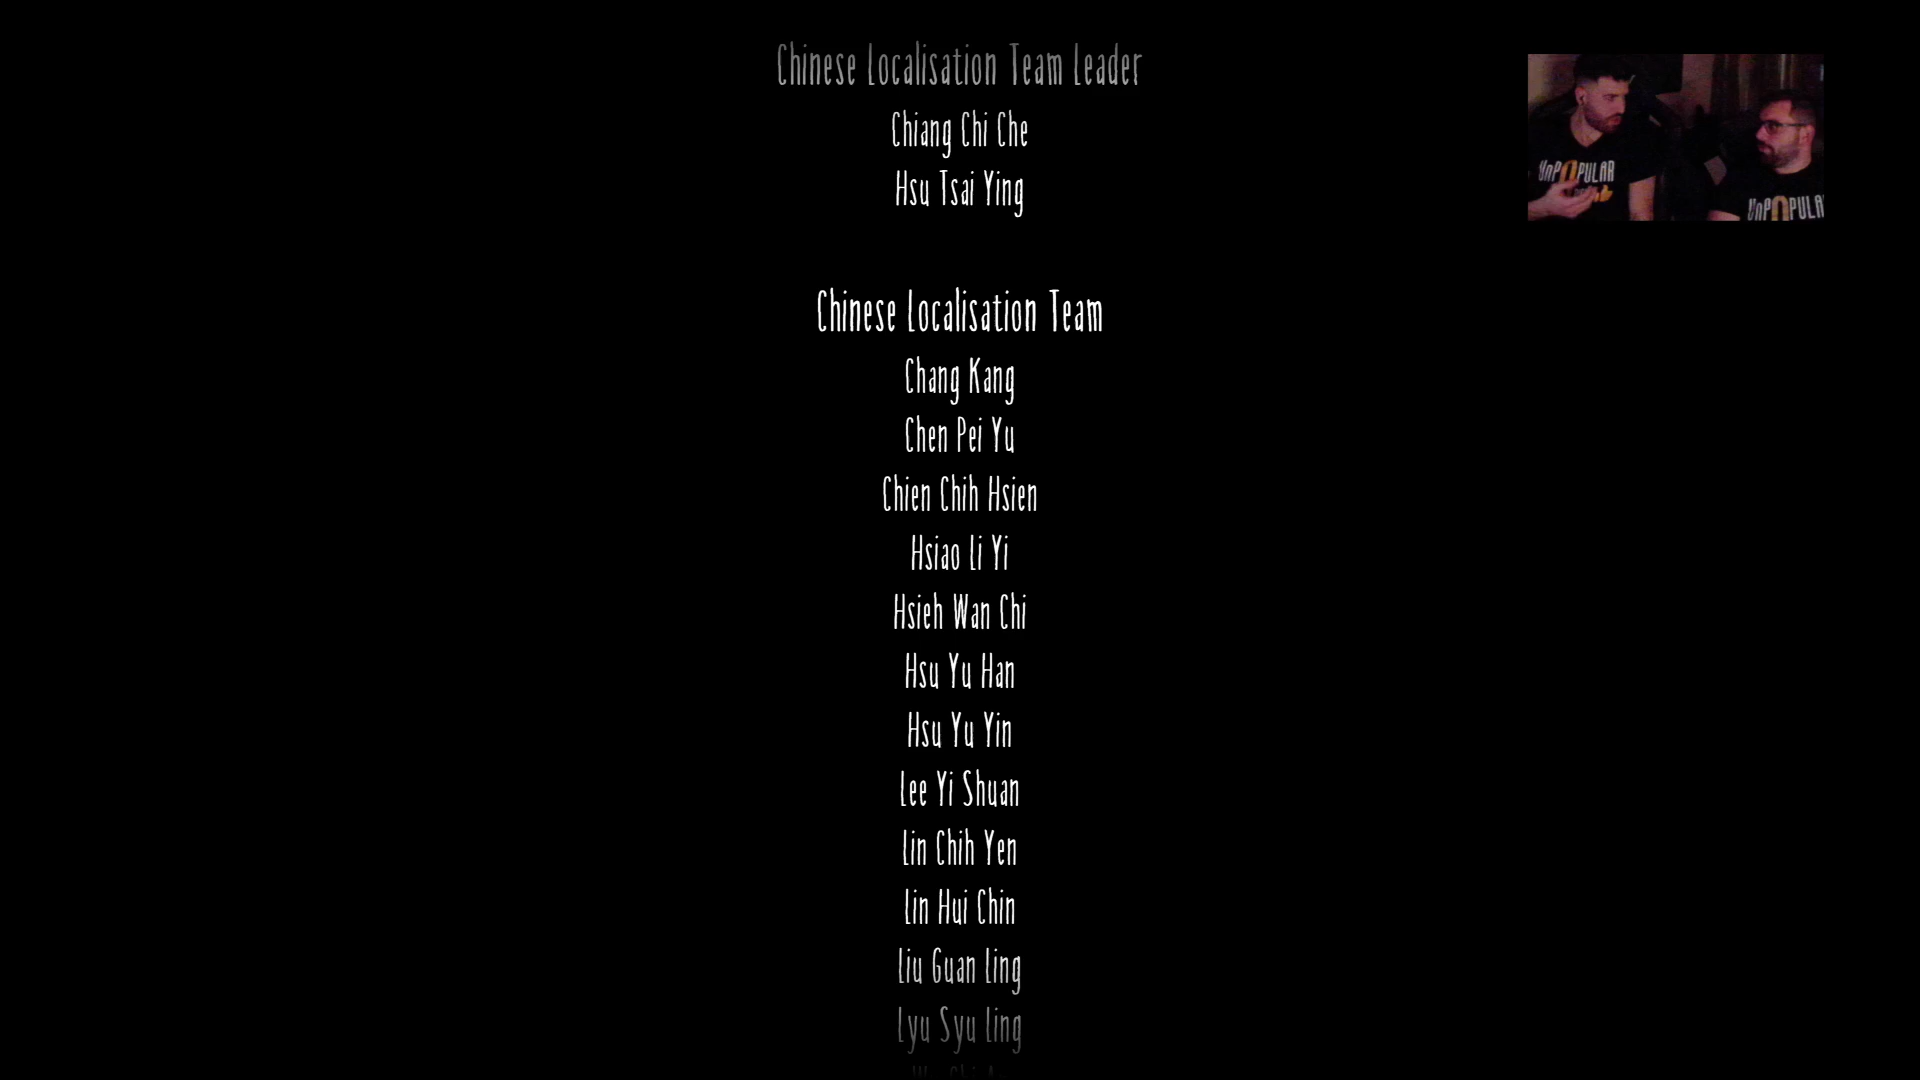 Chinese Localisation Team Leader
Chiang Chi Che
Hsu Tsai Ying
Chinese Localisation Team
Chang Kang
Chen Pei Yu
Chien Chih Hsien
Hsiao Li Yi
Hsieh Wan Chi
Hsu Yu Han
Hsu Yu Yin
Lee Yi Shuan
Lin Chih Yen
Lin Hui Chin
Liu Guan Ling
Lyu Syu Ling
UnPOPULAR
UnPOPULA